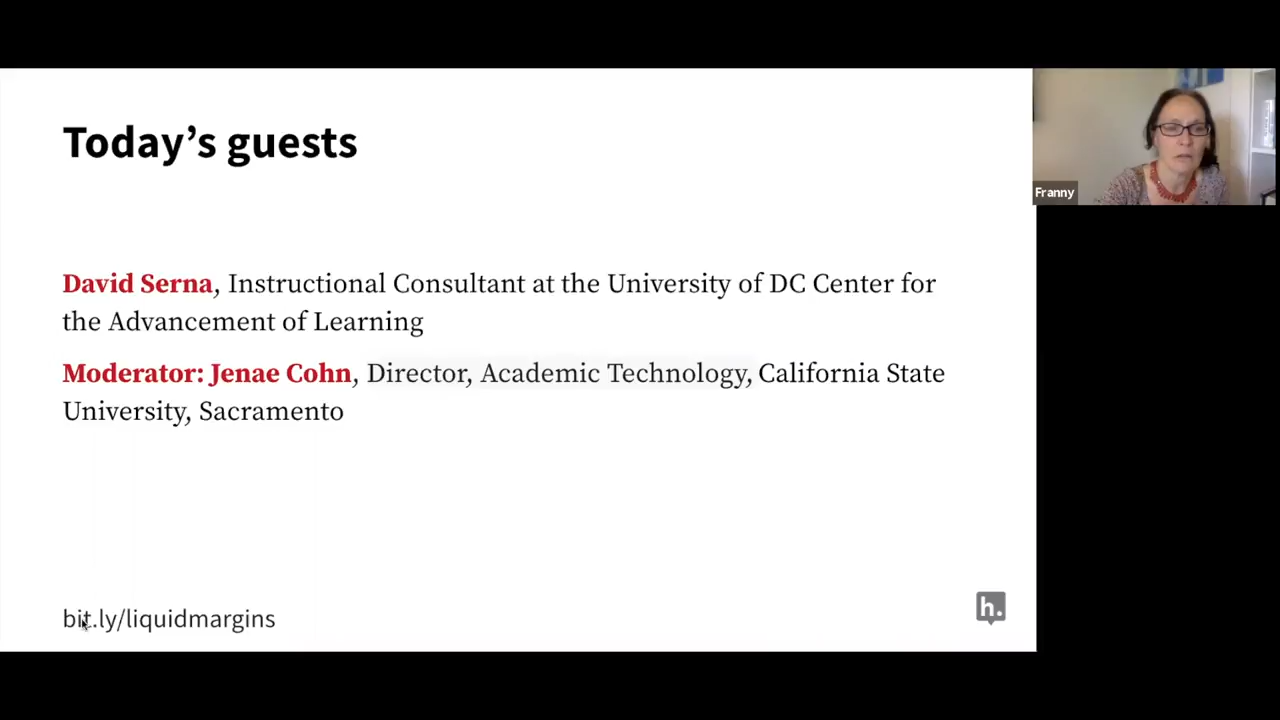 Today’s guests
Franny
David Serna, Instructional Consultant at the University of DC Center for
the Advancement of Learning
Moderator: Jenae Cohn, Director, Academic Technology, California State
University, Sacramento
bit.ly/liquidmargins
h.